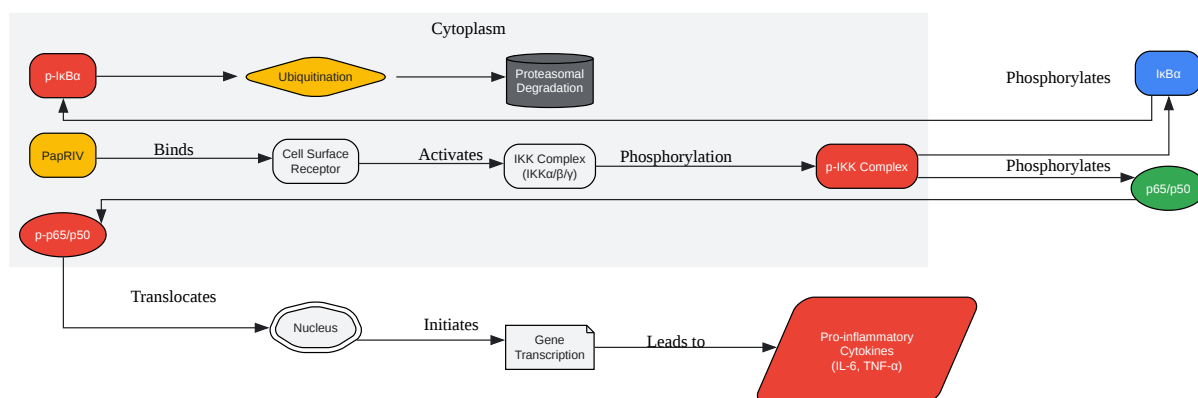 Cytoplasm
p-IκBα
Ubiquitination
Proteasomal
Degradation
Phosphorylates
IκBα
PapRIV
Binds
Cell Surface
Receptor
Activates
IKK Complex
(IKKα/β/γ)
Phosphorylation
p-IKK Complex
Phosphorylates
p65/p50
p-p65/p50
Translocates
Nucleus
Initiates
Gene
Transcription
Leads to
Pro-inflammatory
Cytokines
(IL-6, TNF-α)